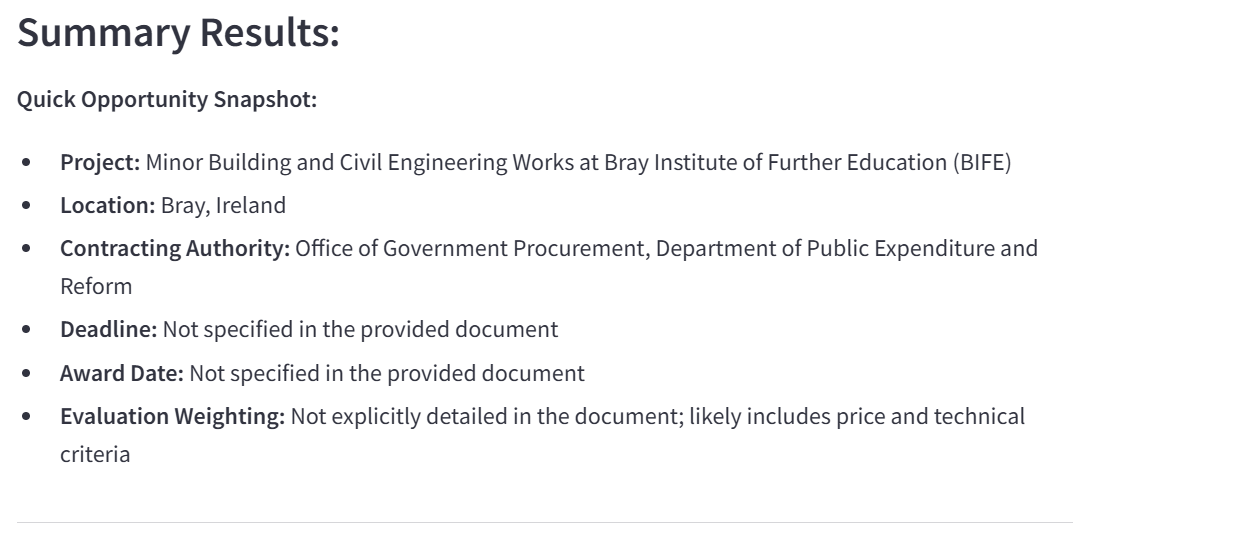 Summary Results:
Quick Opportunity Snapshot:
• Project: Minor Building and Civil Engineering Works at Bray Institute of Further Education (BIFE)
• Location: Bray, Ireland
• Contracting Authority: Office of Government Procurement, Department of Public Expenditure and
Reform
• Deadline: Not specified in the provided document
• Award Date: Not specified in the provided document
• Evaluation Weighting: Not explicitly detailed in the document; likely includes price and technical
criteria